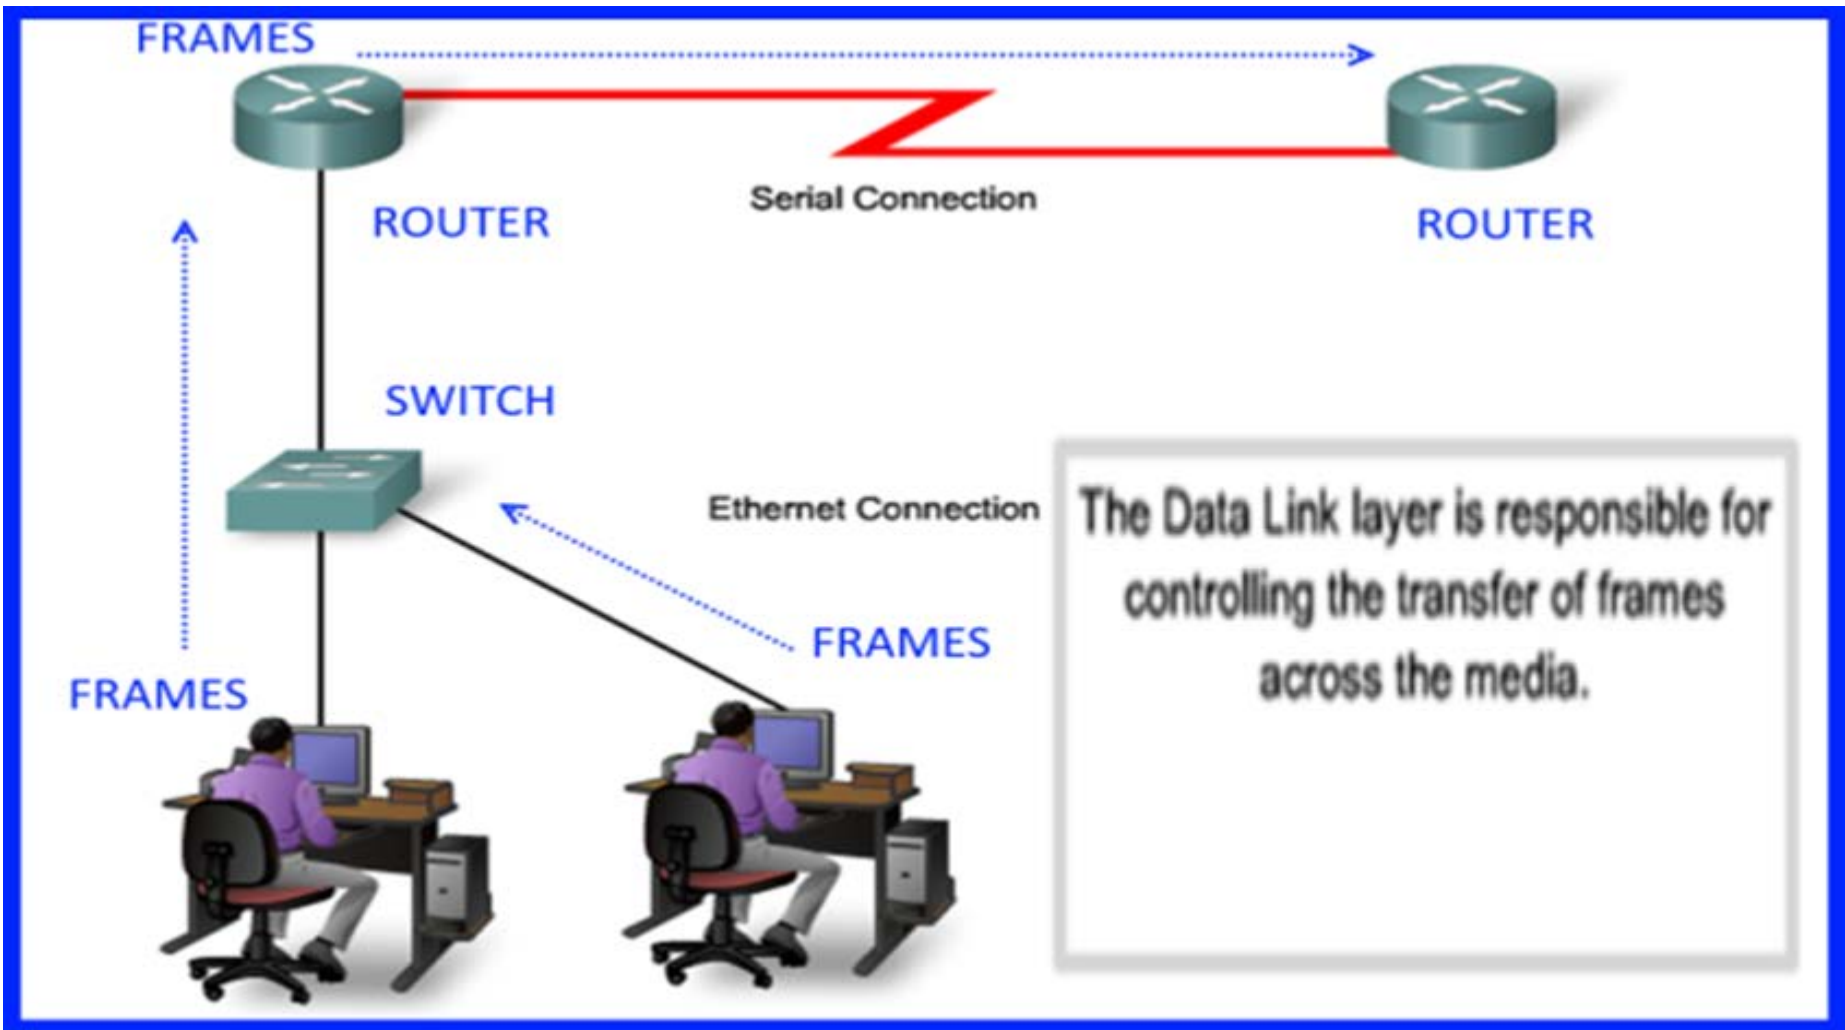 FRAMES
Serial Connection
ROUTER
ROUTER
SWITCH
Ethernet Connection
The Data Link layer is responsible for
controlling the transfer of frames
across the media.
FRAMES
FRAMES